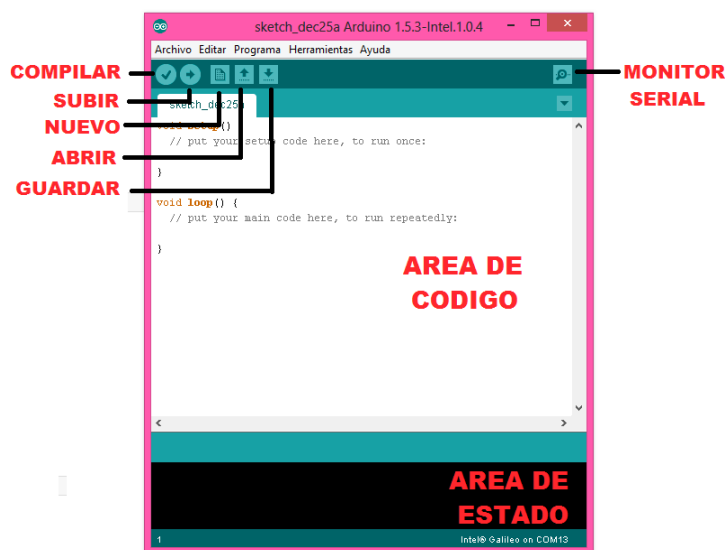 sketch_dec25a Arduino 1.5.3-Intel.1.0.4
Archivo Editar Programa Herramientas Ayuda
COMPILAR
SUBIR
NUEVO
ABRIR
GUARDAR
MONITOR
SERIAL
sketch_dec25a
void setup()
// put your setup code here, to run once:
}
void loop() {
// put your main code here, to run repeatedly:
}
AREA DE
CODIGO
AREA DE
ESTADO
1
Intel® Galileo on COM13